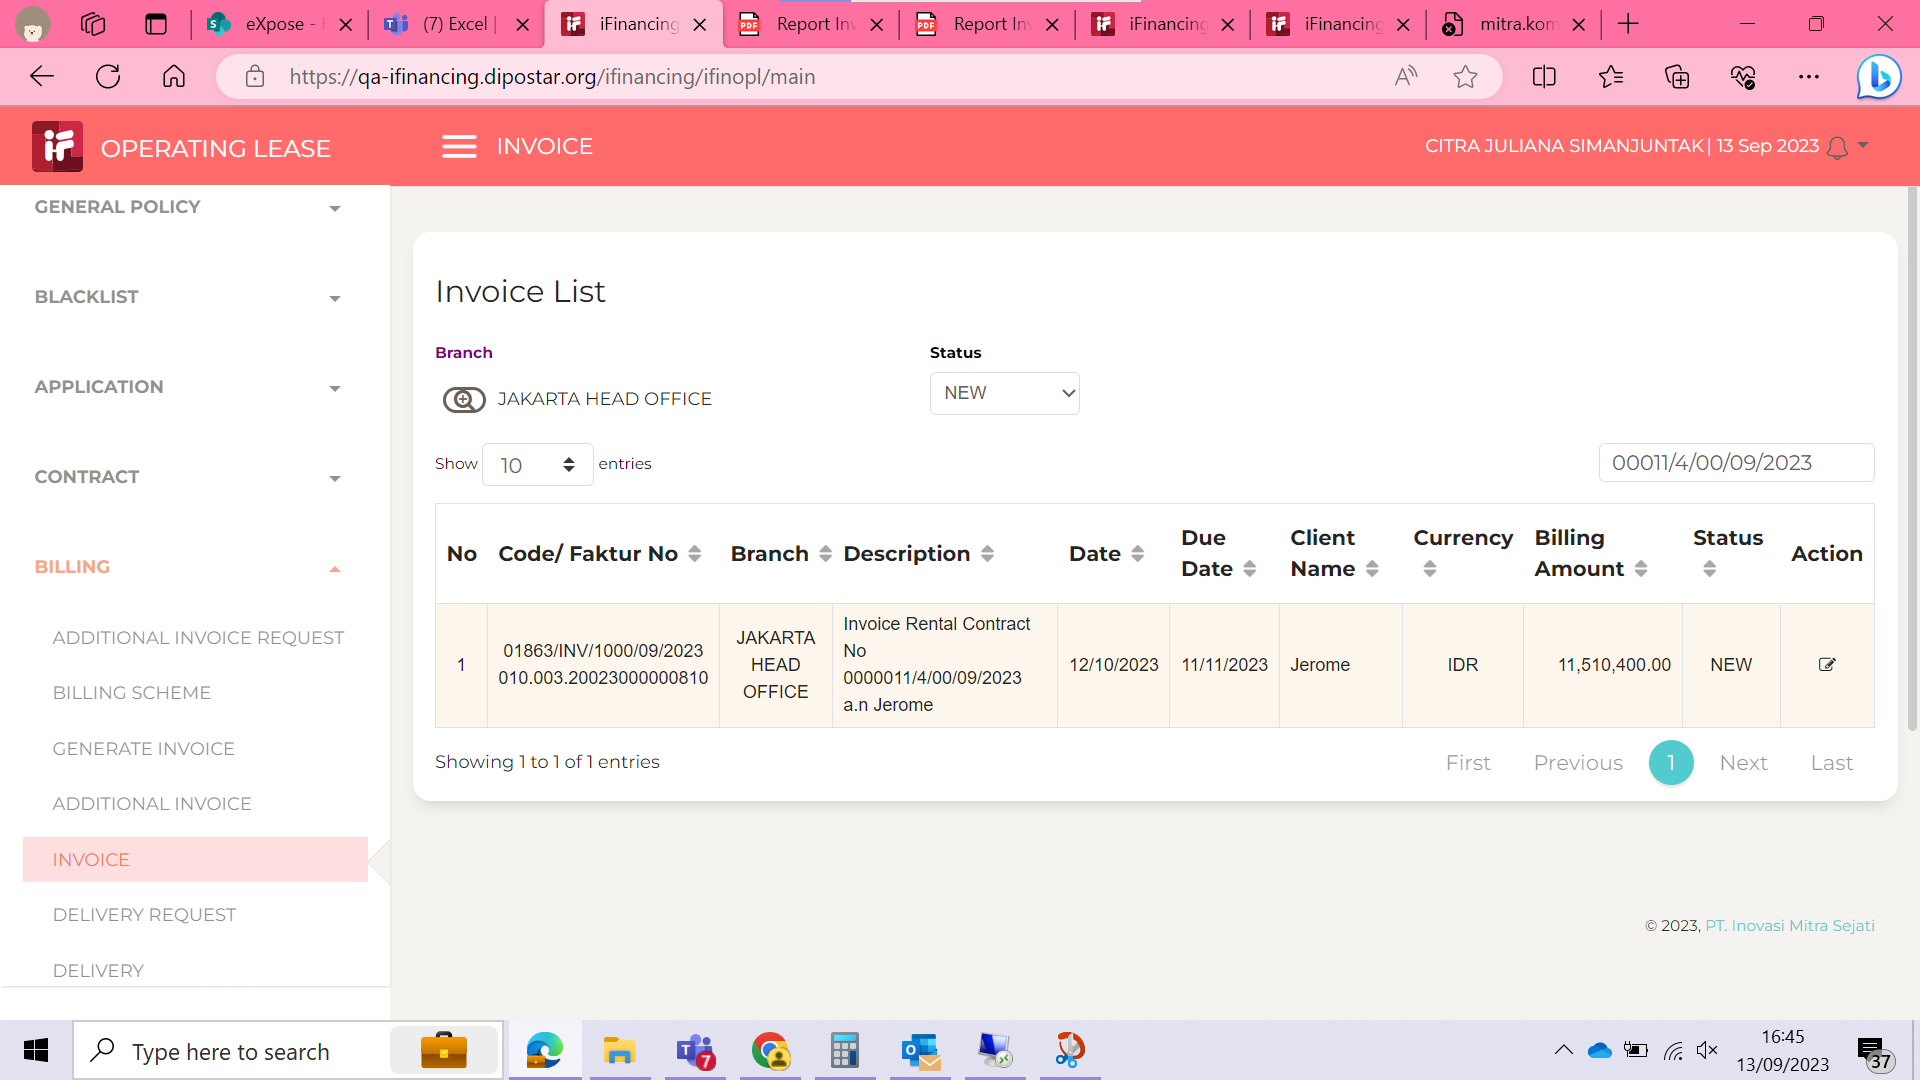 eXpose -
(7) Excel |
iFinancing
Report Inv
Report Inv
iFinancing
iFinancing
mitra.kom
https://qa-ifinancing.dipostar.org/ifinancing/ifinopl/main
iF OPERATING LEASE
INVOICE
CITRA JULIANA SIMANJUNTAK | 13 Sep 2023
GENERAL POLICY
BLACKLIST
APPLICATION
CONTRACT
BILLING
ADDITIONAL INVOICE REQUEST
BILLING SCHEME
GENERATE INVOICE
ADDITIONAL INVOICE
INVOICE
DELIVERY REQUEST
DELIVERY
Invoice List
Branch
JAKARTA HEAD OFFICE
Status
NEW
Show 10 entries
00011/4/00/09/2023
No Code/ Faktur No Branch Description Date Due Date Client Name Currency Billing Amount Status Action
1
01863/INV/1000/09/2023
010.003.20023000000810
JAKARTA
HEAD
OFFICE
Invoice Rental Contract
No
0000011/4/00/09/2023
a.n Jerome
12/10/2023
11/11/2023
Jerome
IDR
11,510,400.00
NEW
Showing 1 to 1 of 1 entries
First Previous 1 Next Last
© 2023, PT. Inovasi Mitra Sejati
Type here to search
7
16:45
13/09/2023
37